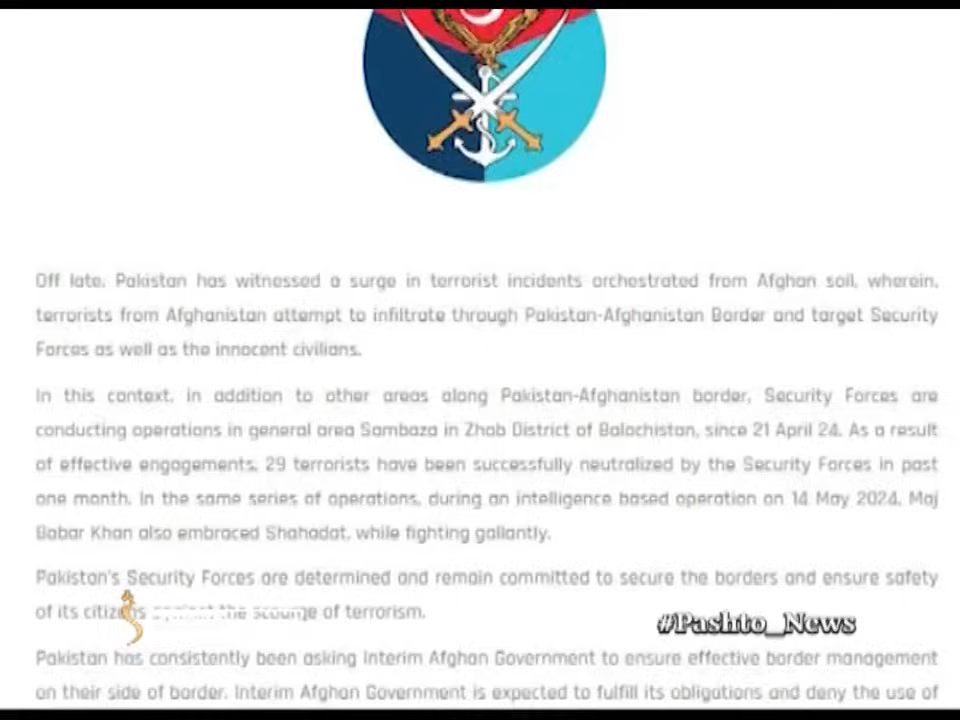 Off late, Pakistan has witnessed a surge in terrorist incidents orchestrated from Afghan soil, wherein,
terrorists from Afghanistan attempt to infiltrate through Pakistan-Afghanistan Border and target Security
Forces as well as the innocent civilians.
In this context, in addition to other areas along Pakistan-Afghanistan border, Security Forces are
conducting operations in general area Sambaza in Zhob District of Balochistan, since 21 April 24. As a result
of effective engagements, 29 terrorists have been successfully neutralized by the Security Forces in past
one month. In the same series of operations, during an intelligence based operation on 14 May 2024, Maj
Babar Khan also embraced Shahadat, while fighting gallantly.
Pakistan's Security Forces are determined and remain committed to secure the borders and ensure safety
of its citizens against the scourge of terrorism.
#Pashto_News
Pakistan has consistently been asking Interim Afghan Government to ensure effective border management
on their side of border. Interim Afghan Government is expected to fulfill its obligations and deny the use of